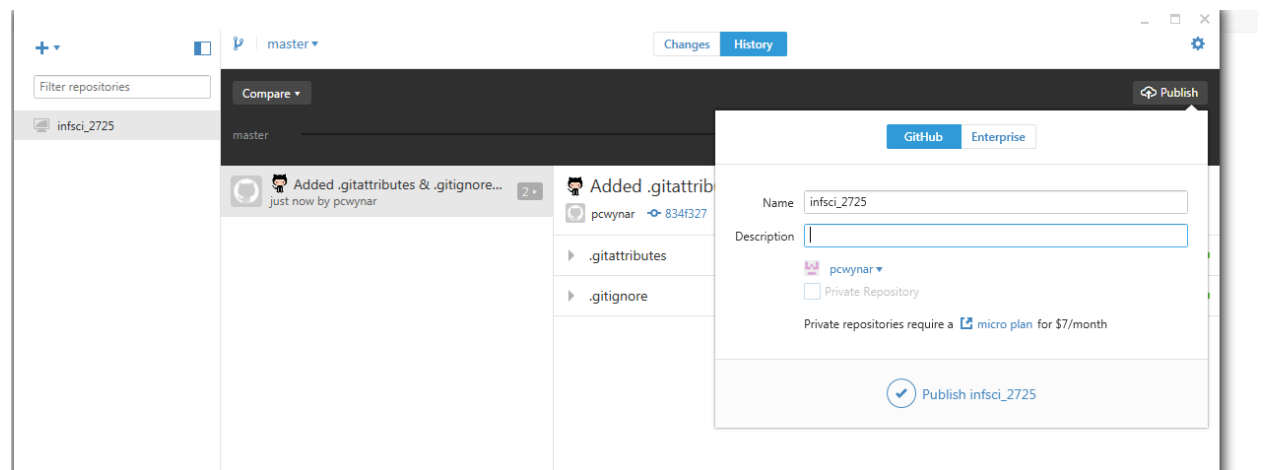 master
Changes
History
Filter repositories
Compare
Publish
infsci_2725
master
GitHub
Enterprise
Added .gitattributes & .gitignore...
2
just now by pcwynar
Added .gitattrib
pcwynar
834f327
Name
infsci_2725
Description
.gitattributes
pcwynar
Private Repository
.gitignore
Private repositories require a micro plan for $7/month
Publish infsci_2725